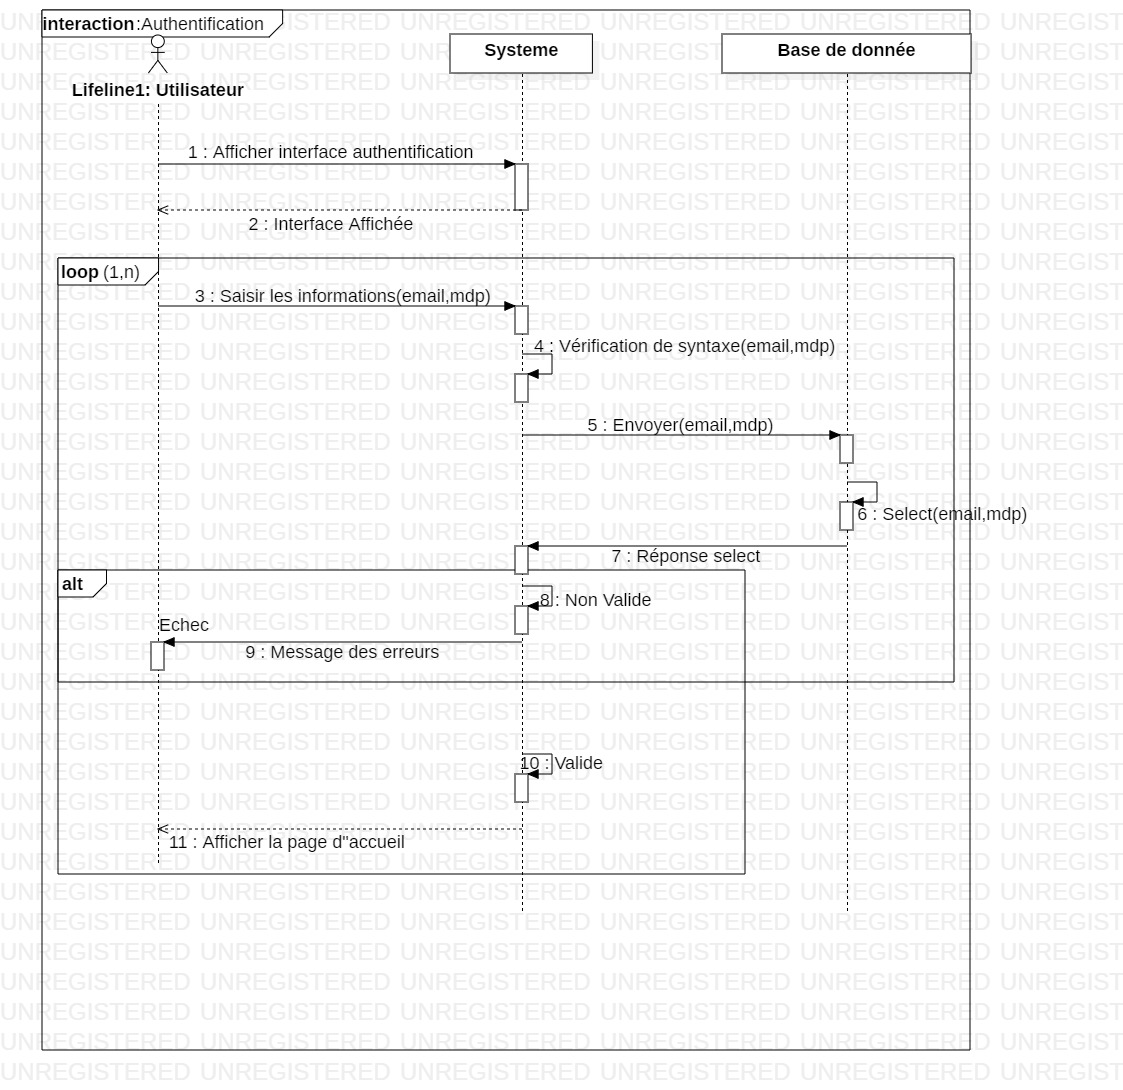 interaction :Authentification
Systeme
Base de donnée
Lifeline1: Utilisateur
1 : Afficher interface authentification
2 : Interface Affichée
loop (1,n)
3 : Saisir les informations(email,mdp)
4 : Vérification de syntaxe(email,mdp)
5 : Envoyer(email,mdp)
6 : Select(email,mdp)
7 : Réponse select
alt
8 : Non Valide
Echec
9 : Message des erreurs
10 : Valide
11 : Afficher la page d"accueil
UNREGISTERED